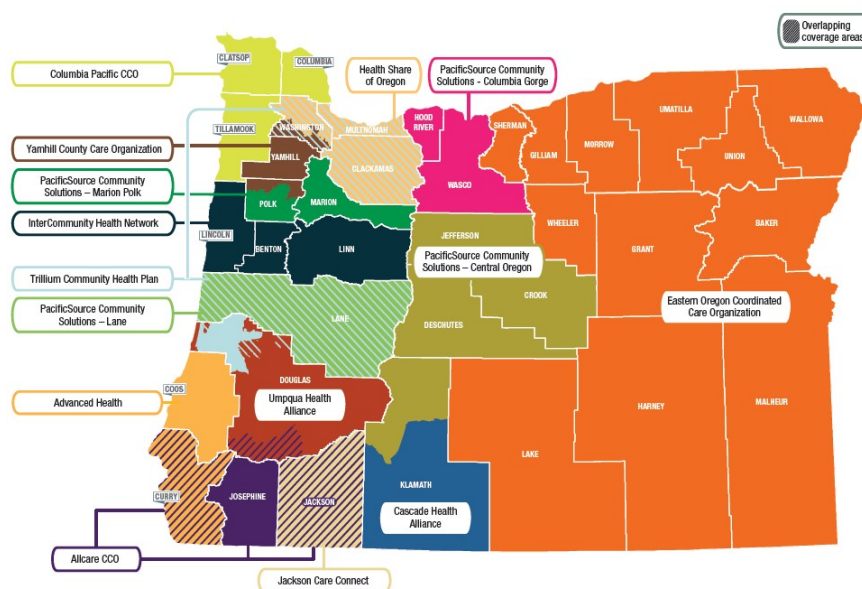 Overlapping
coverage areas
CLATSOP
COLUMBIA
Columbia Pacific CCO
Health Share
of Oregon
PacificSource Community
Solutions - Columbia Gorge
TILLAMOOK
WASHINGTON
MULTNOMAH
HOOD
RIVER
SHERMAN
GILLIAM
MORROW
UMATILLA
WALLOWA
UNION
Yamhill County Care Organization
YAMHILL
CLACKAMAS
WASCO
PacificSource Community
Solutions – Marion Polk
POLK
MARION
WHEELER
BAKER
InterCommunity Health Network
LINCOLN
BENTON
LINN
JEFFERSON
PacificSource Community
Solutions – Central Oregon
GRANT
Trillium Community Health Plan
CROOK
Eastern Oregon Coordinated
Care Organization
PacificSource Community
Solutions – Lane
LANE
DESCHUTES
DOUGLAS
Umpqua Health
Alliance
COOS
Advanced Health
HARNEY
MALHEUR
LAKE
CURRY
JOSEPHINE
JACKSON
KLAMATH
Cascade Health
Alliance
Allcare CCO
Jackson Care Connect